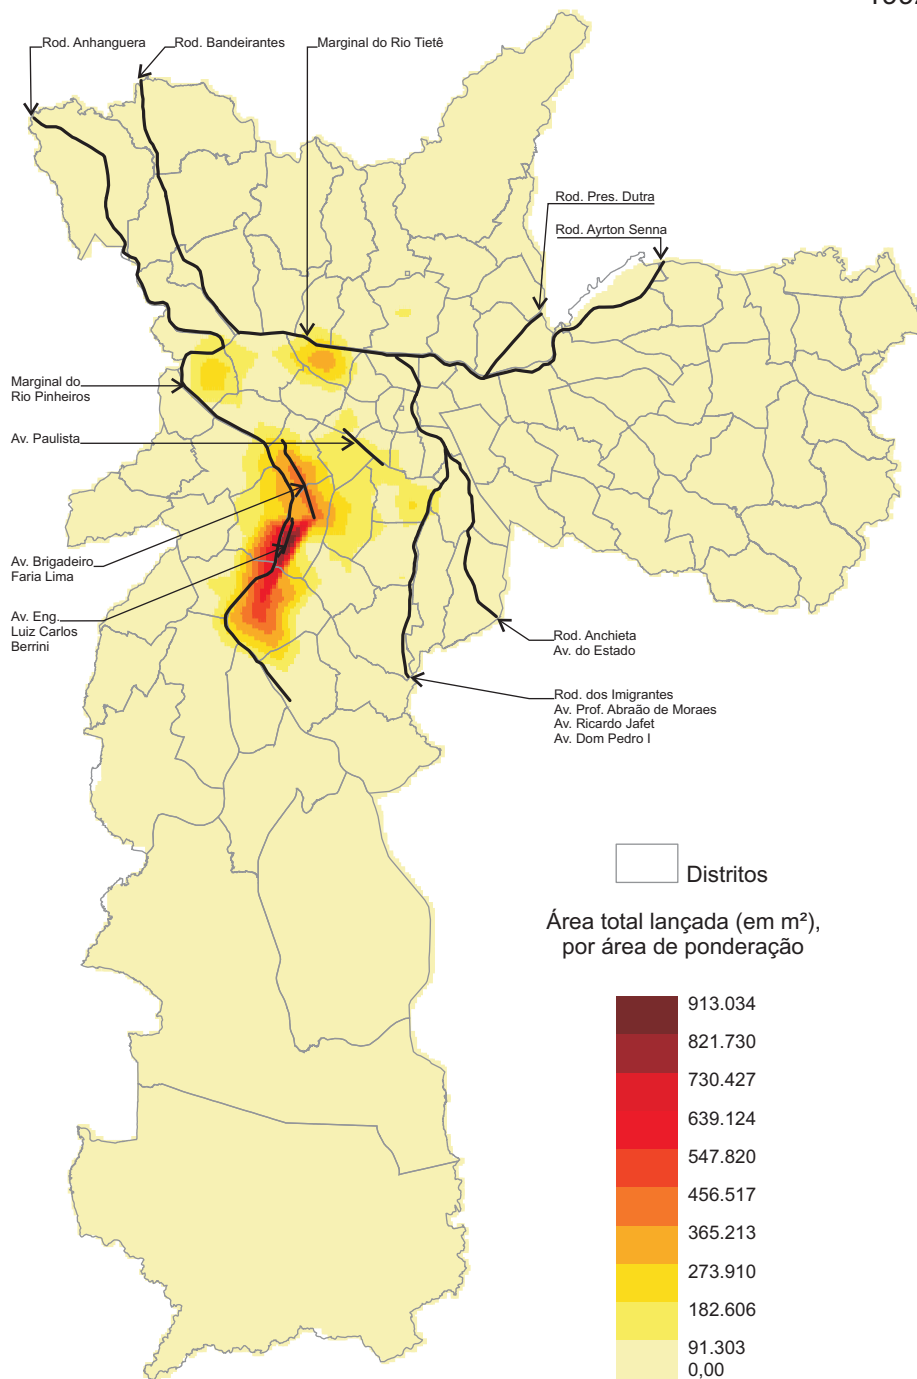 Rod. Anhanguera
Rod. Bandeirantes
Marginal do Rio Tietê
Rod. Pres. Dutra
Rod. Ayrton Senna
Marginal do
Rio Pinheiros
Av. Paulista
Av. Brigadeiro
Faria Lima
Av. Eng.
Luiz Carlos
Berrini
Rod. Anchieta
Av. do Estado
Rod. dos Imigrantes
Av. Prof. Abraão de Moraes
Av. Ricardo Jafet
Av. Dom Pedro I
Distritos
Área total lançada (em m²),
por área de ponderação
913.034
821.730
730.427
639.124
547.820
456.517
365.213
273.910
182.606
91.303
0,00